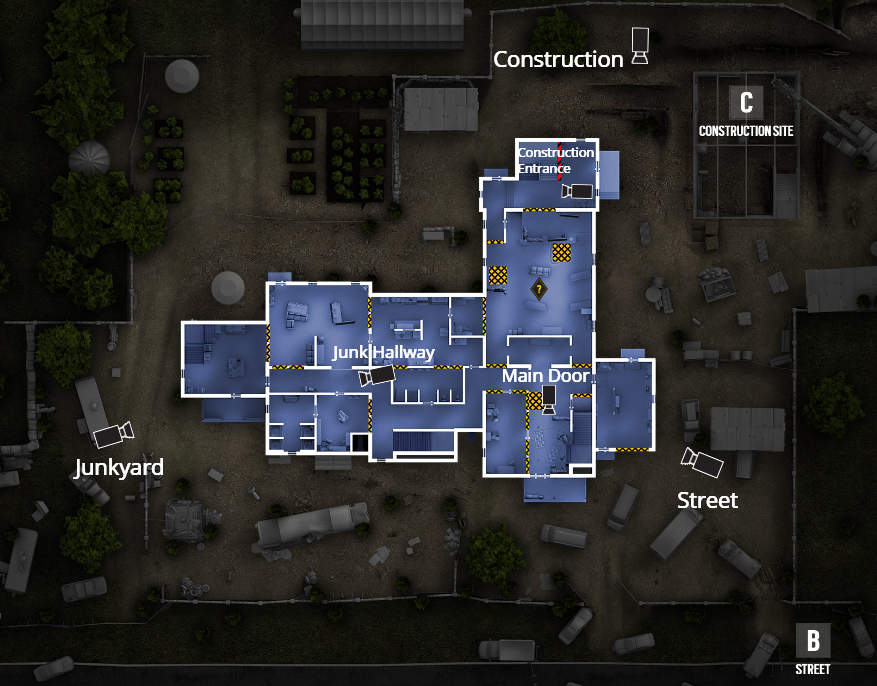 Construction
C
CONSTRUCTION SITE
Construction
Entrance
Junk Hallway
?
Main Door
Junkyard
Street
B
STREET